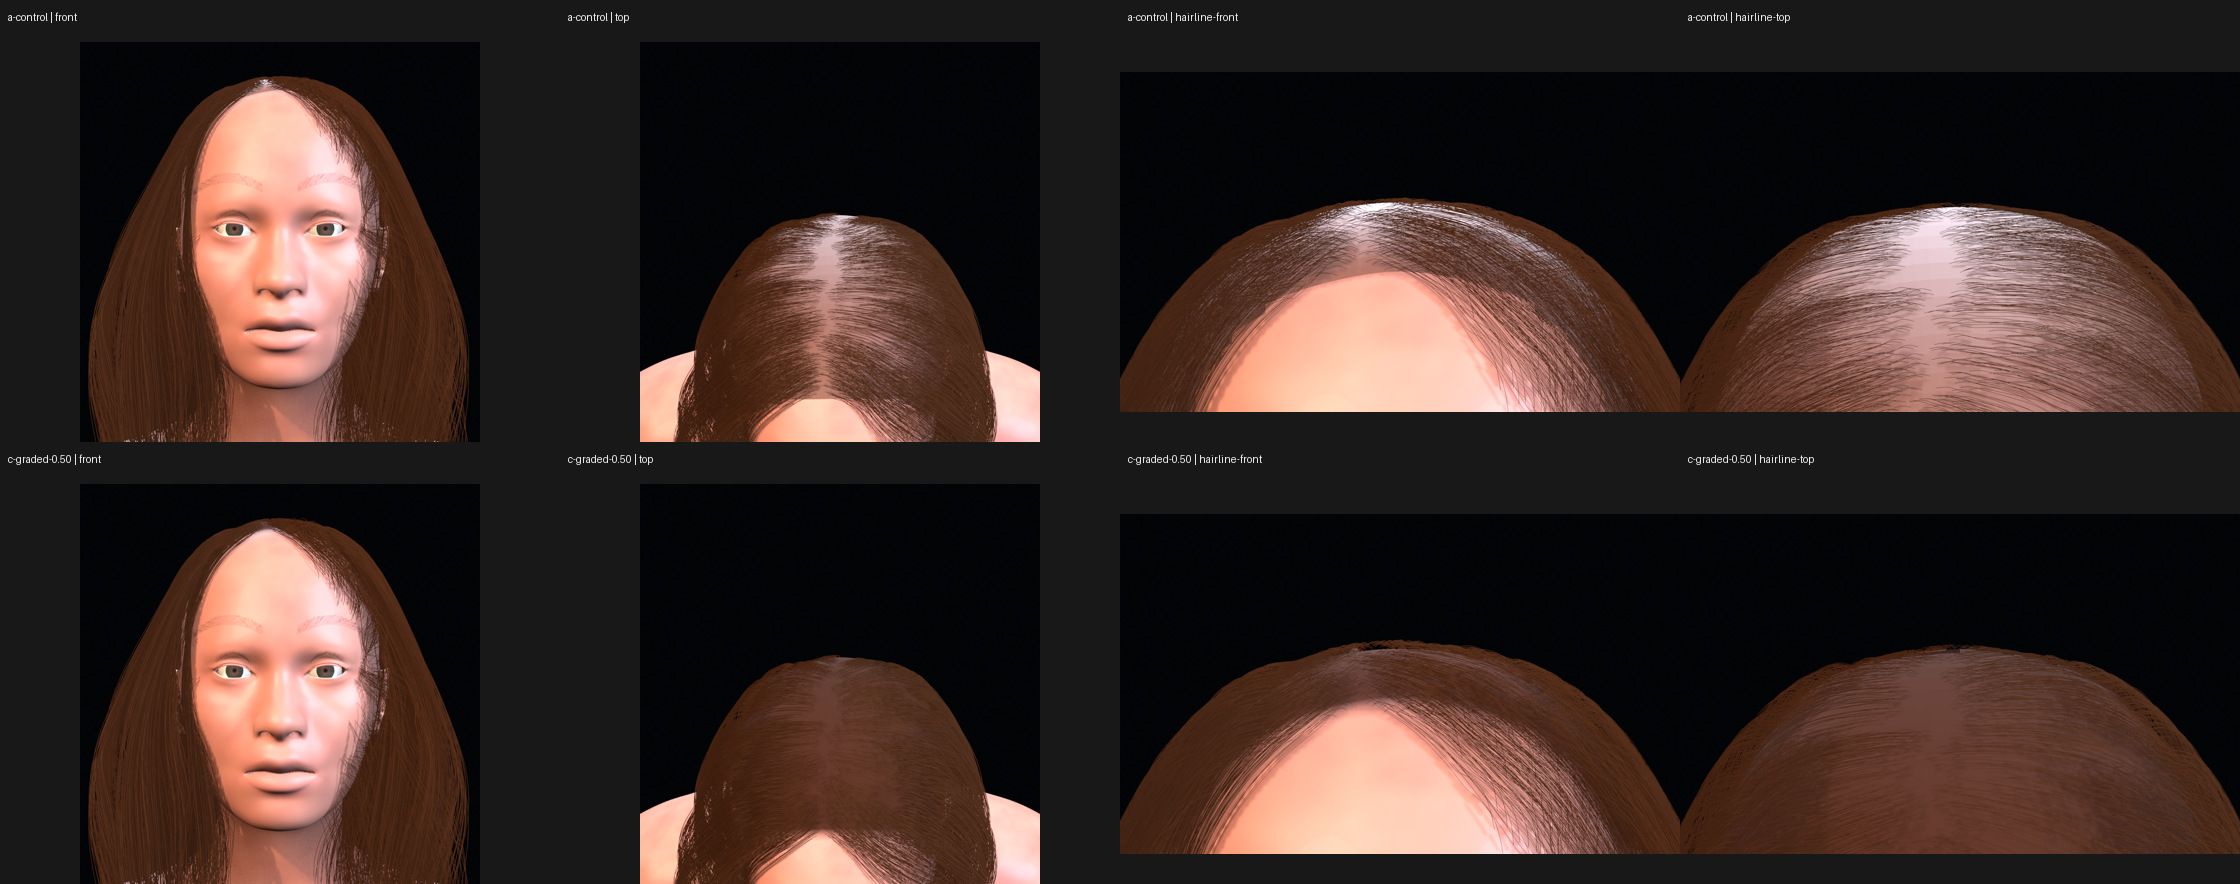 a-control | front
a-control | top
a-control | hairline-front
a-control | hairline-top
c-graded-0.50 | front
c-graded-0.50 | top
c-graded-0.50 | hairline-front
c-graded-0.50 | hairline-top